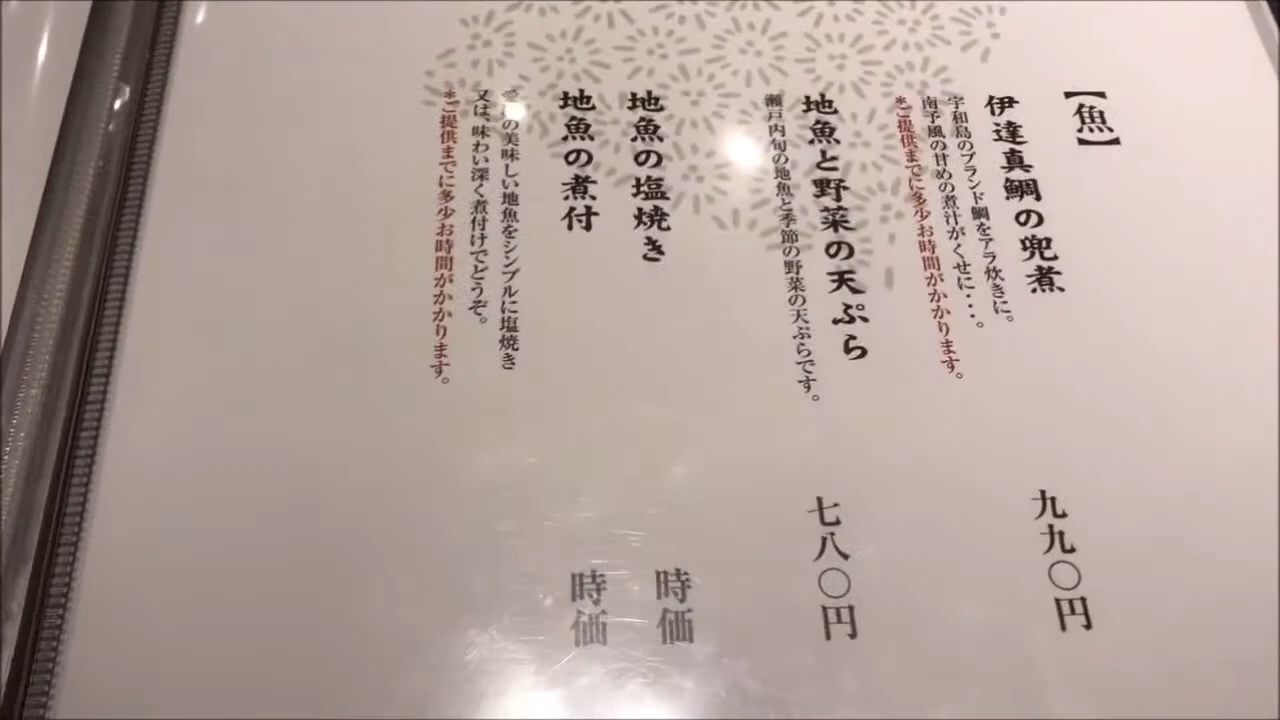 【魚】
伊達真鯛の兜煮
宇和島のブランド鯛をアラ炊きに。
南予風の甘めの煮汁がくせに・・・。
*ご提供までに多少お時間がかかります。
九九〇円
地魚と野菜の天ぷら
瀬戸内旬の地魚と季節の野菜の天ぷらです。
七八〇円
地魚の塩焼き
時価
地魚の煮付
時価
愛媛の美味しい地魚をシンプルに塩焼き
又は、味わい深く煮付けでどうぞ。
*ご提供までに多少お時間がかかります。